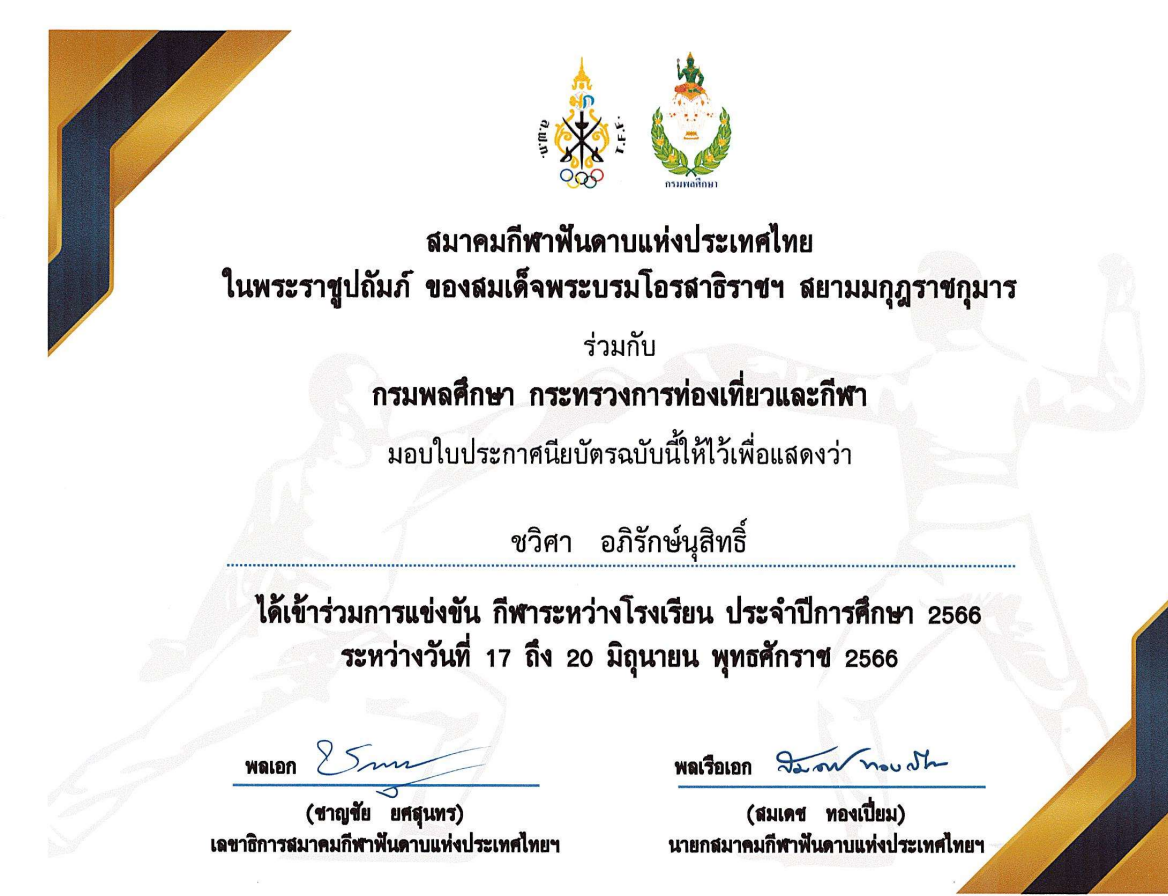 มก
ส.ฟ.ท. T.F.F.
กรมพลศึกษา
สมาคมกีฬาฟันดาบแห่งประเทศไทย
ในพระราชูปถัมภ์ ของสมเด็จพระบรมโอรสาธิราชฯ สยามมกุฎราชกุมาร
ร่วมกับ
กรมพลศึกษา กระทรวงการท่องเที่ยวและกีฬา
มอบใบประกาศนียบัตรฉบับนี้ให้ไว้เพื่อแสดงว่า
ชวิศา อภิรักษ์นุสิทธิ์
ได้เข้าร่วมการแข่งขัน กีฬาระหว่างโรงเรียน ประจำปีการศึกษา 2566
ระหว่างวันที่ 17 ถึง 20 มิถุนายน พุทธศักราช 2566
พลเอก
(ชาญชัย ยศสุนทร)
เลขาธิการสมาคมกีฬาฟันดาบแห่งประเทศไทยฯ
พลเรือเอก
(สมเดช ทองเปี่ยม)
นายกสมาคมกีฬาฟันดาบแห่งประเทศไทยฯ